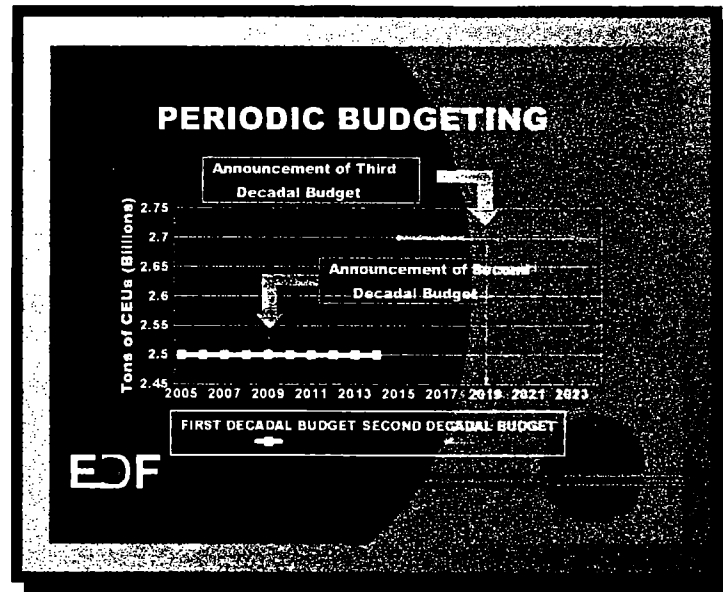 PERIODIC BUDGETING
Announcement of Third
Decadal Budget
2.75
2.7
2.65
2.6
2.55
2.5
2.45
Tons of CEUs (Billions)
Announcement of Second
Decadal Budget
2005 2007 2009 2011 2013 2015 2017 2019 2021 2023
FIRST DECADAL BUDGET SECOND DECADAL BUDGET
EDF